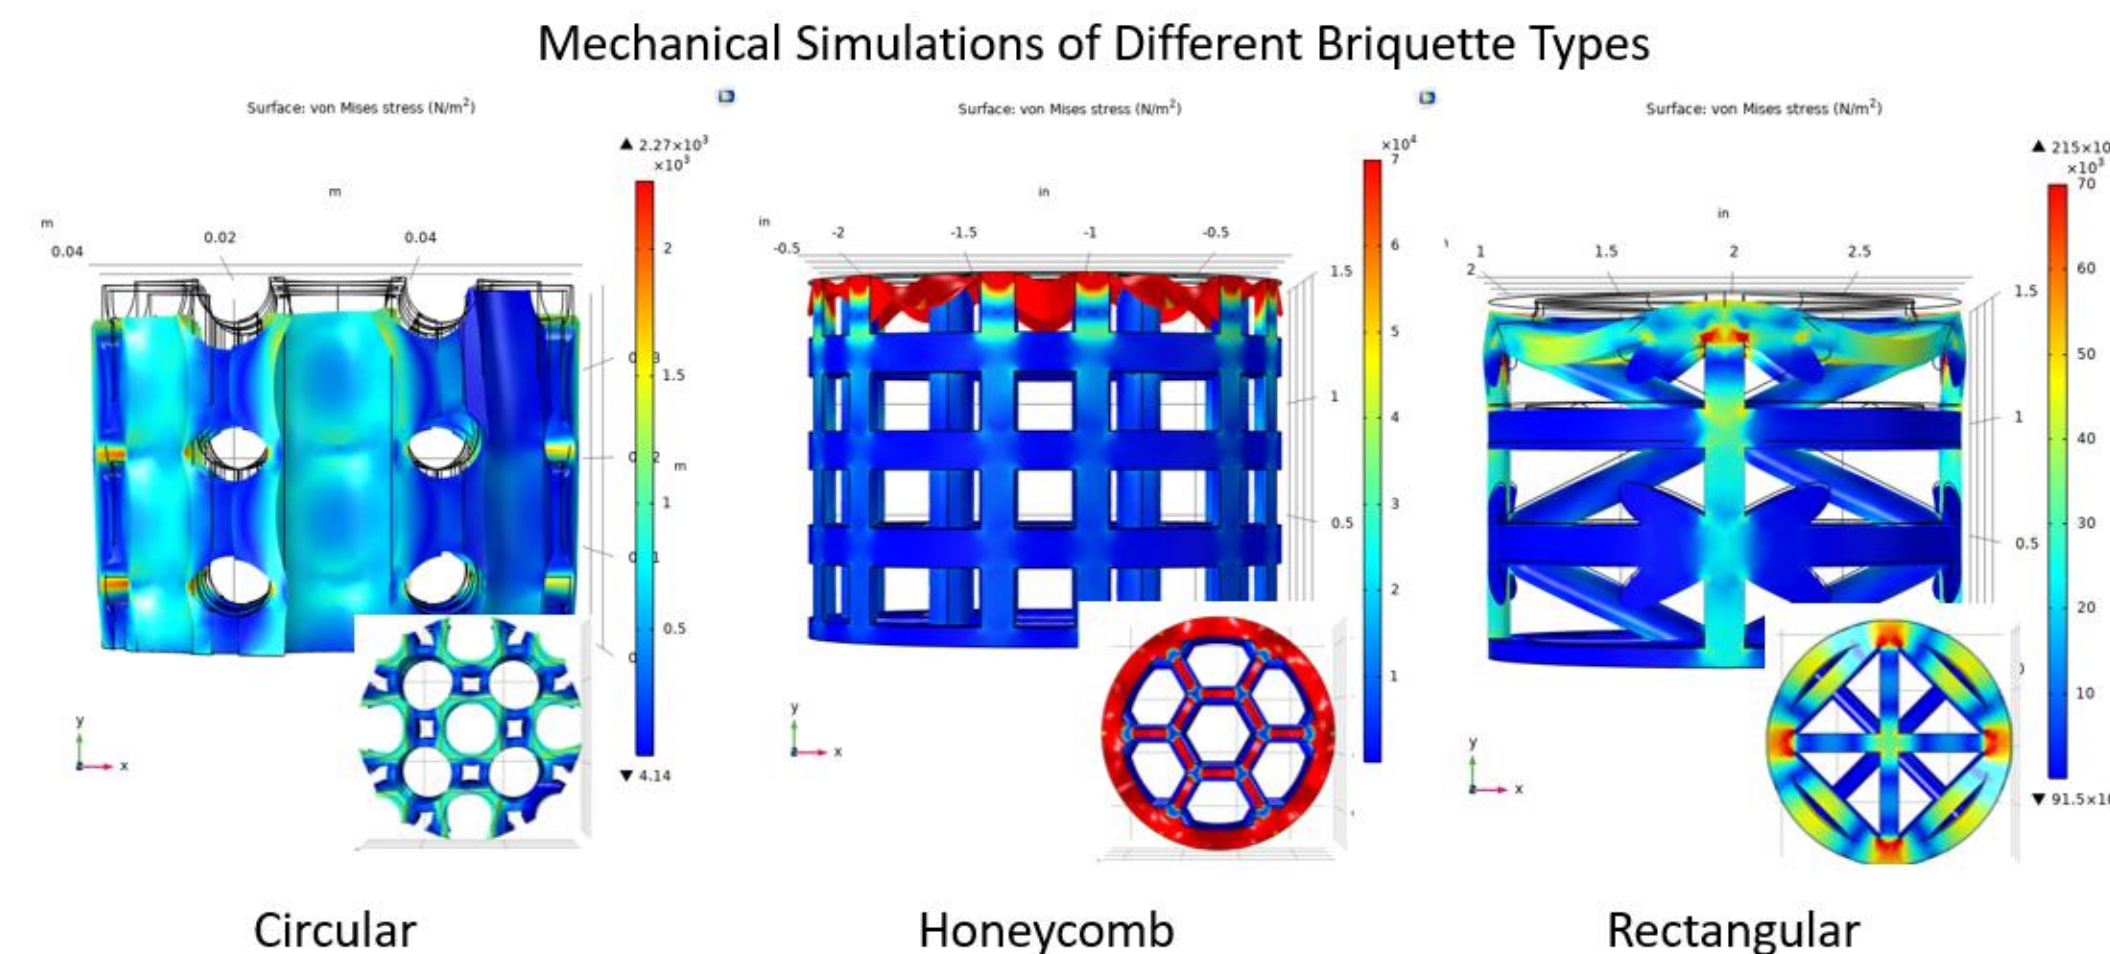 Mechanical Simulations of Different Briquette Types
Surface: von Mises stress (N/m²)
▲ 2.27×10³
×10³
m
m
0.04
0.02
0.04
2
1.5
1
0.5
m
y
x
▼ 4.14
Surface: von Mises stress (N/m²)
×10⁴
7
6
5
4
3
2
1
in
in
-0.5
-2
-1.5
-1
-0.5
1.5
1
0.5
y
x
Surface: von Mises stress (N/m²)
▲ 215×10
×10³
70
60
50
40
30
20
10
in
1
1.5
2
2.5
2
1.5
1
0.5
y
x
▼ 91.5×10
Circular
Honeycomb
Rectangular